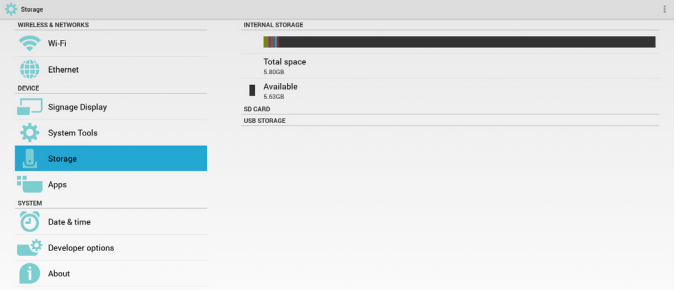 Storage
WIRELESS & NETWORKS
Wi-Fi
Ethernet
DEVICE
Signage Display
System Tools
Storage
Apps
SYSTEM
Date & time
Developer options
About
INTERNAL STORAGE
Total space
5.80GB
Available
5.63GB
SD CARD
USB STORAGE